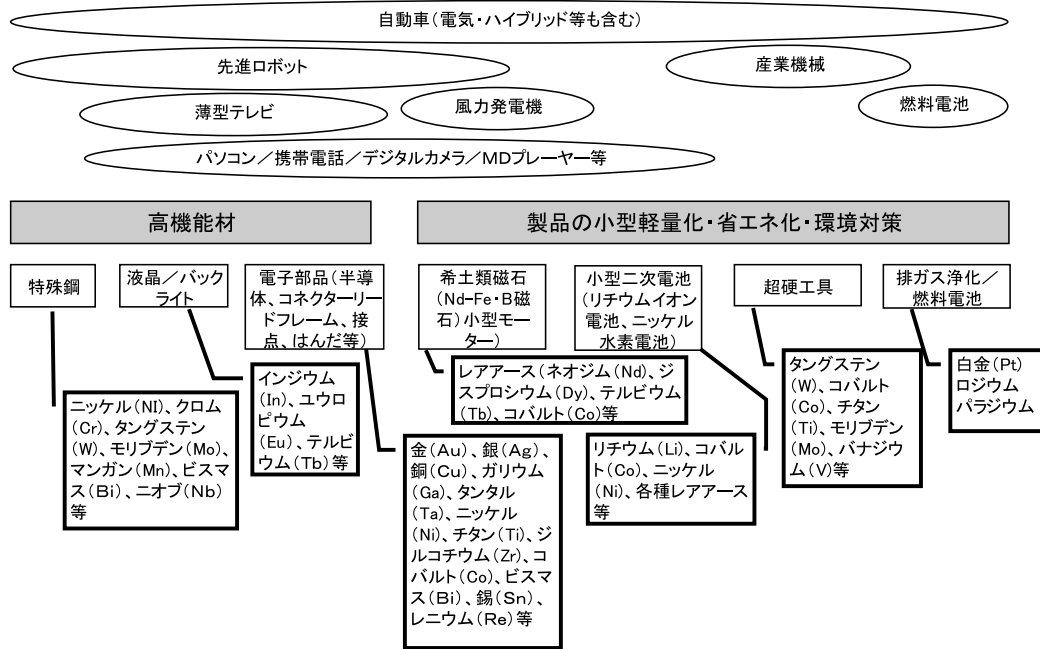 自動車(電気・ハイブリッド等も含む)
先進ロボット
産業機械
薄型テレビ
風力発電機
燃料電池
パソコン／携帯電話／デジタルカメラ／MDプレーヤー等
高機能材
製品の小型軽量化・省エネ化・環境対策
特殊鋼
液晶／バック
ライト
電子部品(半導
体、コネクターリー
ドフレーム、接
点、はんだ等)
希土類磁石
(Nd-Fe・B磁
石)小型モー
ター)
小型二次電池
(リチウムイオン
電池、ニッケル
水素電池)
超硬工具
排ガス浄化／
燃料電池
ニッケル(NI)、クロム
(Cr)、タングステン
(W)、モリブデン(Mo)、
マンガン(Mn)、ビスマ
ス(Bi)、ニオブ(Nb)
等
インジウム
(In)、ユウロ
ピウム
(Eu)、テルビ
ウム(Tb)等
金(Au)、銀(Ag)、
銅(Cu)、ガリウム
(Ga)、タンタル
(Ta)、ニッケル
(Ni)、チタン(Ti)、ジ
ルコチウム(Zr)、コ
バルト(Co)、ビスマ
ス(Bi)、錫(Sn)、
レニウム(Re)等
レアアース(ネオジム(Nd)、ジ
スプロシウム(Dy)、テルビウム
(Tb)、コバルト(Co)等
リチウム(Li)、コバル
ト(Co)、ニッケル
(Ni)、各種レアアース
等
タングステン
(W)、コバルト
(Co)、チタン
(Ti)、モリブデン
(Mo)、バナジウ
ム(V)等
白金(Pt)
ロジウム
パラジウム